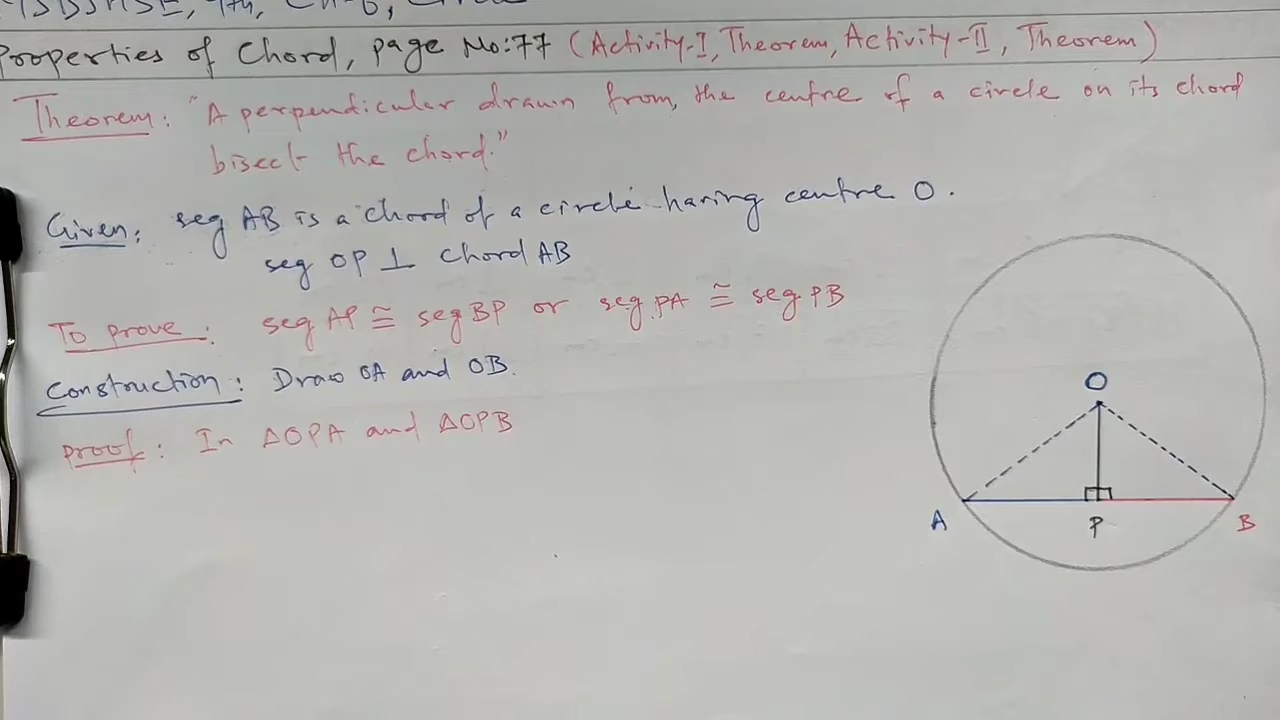 Properties of Chord, page No:77 (Activity-I, Theorem, Activity-II, Theorem)
Theorem: "A perpendicular drawn from, the centre of a circle on its chord
bisect the chord."
Given: seg AB is a chord of a circle having centre O.
seg OP ⊥ chord AB
To prove: seg AP ≅ seg BP or seg PA ≅ seg PB
Construction: Draw OA and OB.
Proof: In ΔOPA and ΔOPB
O
A
P
B